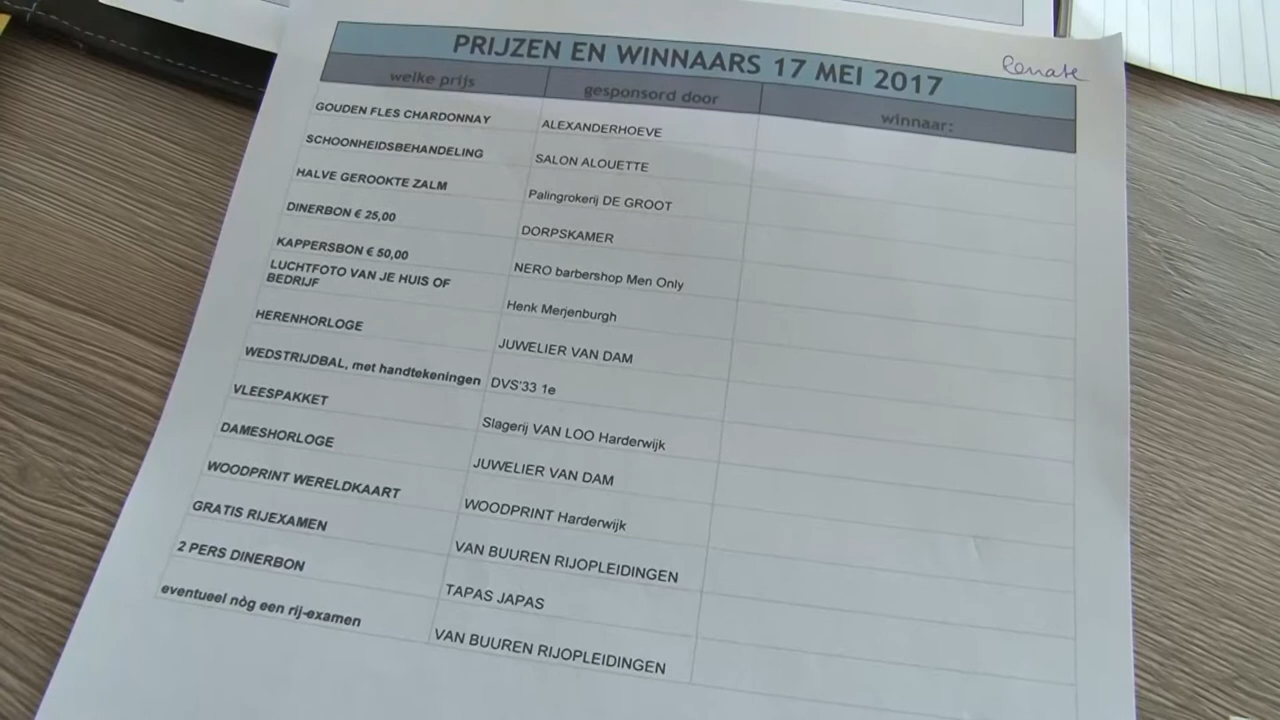 PRIJZEN EN WINNAARS 17 MEI 2017
Renate
welke prijs gesponsord door winnaar:
GOUDEN FLES CHARDONNAY ALEXANDERHOEVE
SCHOONHEIDSBEHANDELING SALON ALOUETTE
HALVE GEROOKTE ZALM Palingrokerij DE GROOT
DINERBON € 25,00 DORPSKAMER
KAPPERSBON € 50,00 NERO barbershop Men Only
LUCHTFOTO VAN JE HUIS OF
BEDRIJF Henk Merjenburgh
HERENHORLOGE JUWELIER VAN DAM
WEDSTRIJDBAL, met handtekeningen DVS'33 1e
VLEESPAKKET Slagerij VAN LOO Harderwijk
DAMESHORLOGE JUWELIER VAN DAM
WOODPRINT WERELDKAART WOODPRINT Harderwijk
GRATIS RIJEXAMEN VAN BUUREN RIJOPLEIDINGEN
2 PERS DINERBON TAPAS JAPAS
eventueel nòg een rij-examen VAN BUUREN RIJOPLEIDINGEN